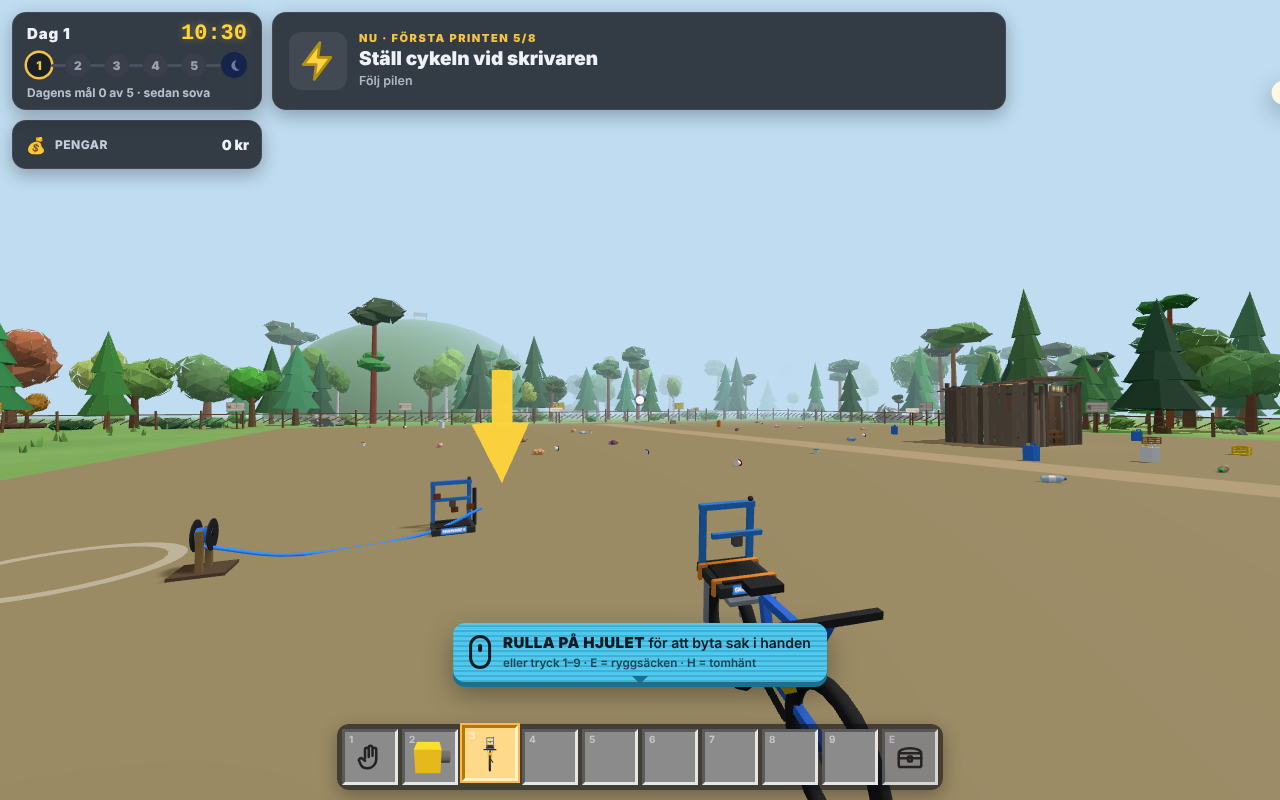 Dag 1
10:30
1 2 3 4 5
Dagens mål 0 av 5 · sedan sova
PENGAR
0 kr
NU · FÖRSTA PRINTEN 5/8
Ställ cykeln vid skrivaren
Följ pilen
RULLA PÅ HJULET för att byta sak i handen
eller tryck 1–9 · E = ryggsäcken · H = tomhänt
1 2 3 4 5 6 7 8 9 E